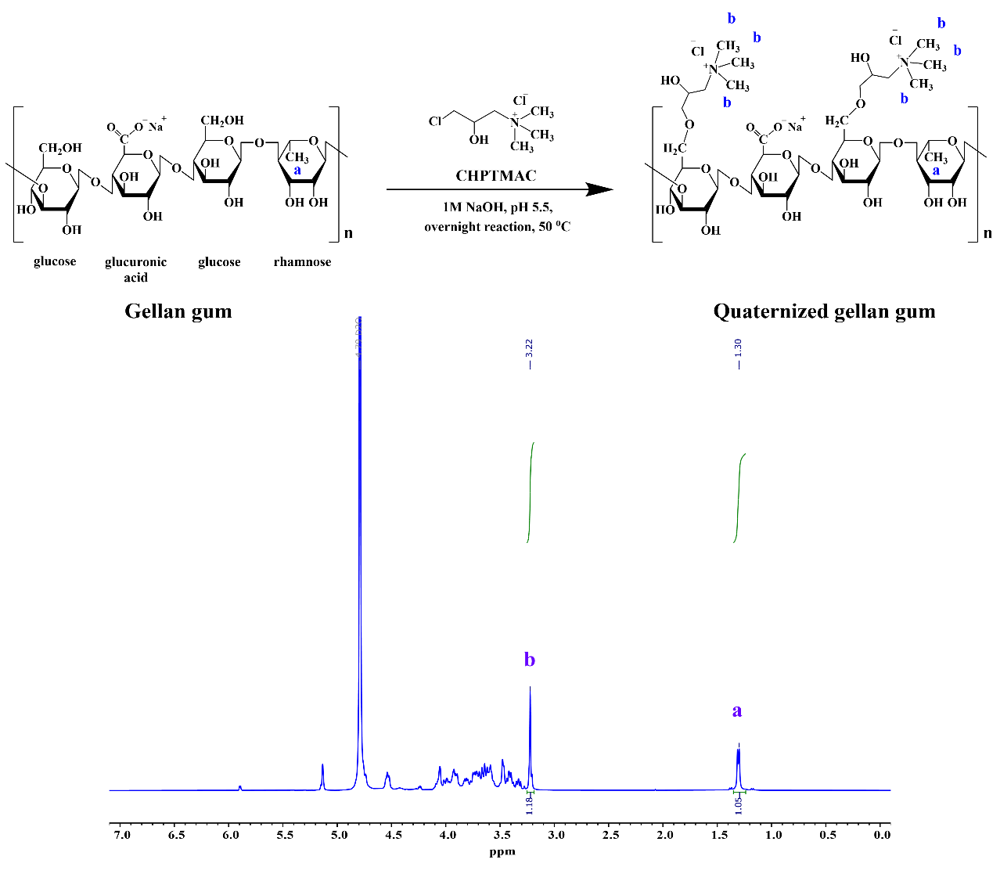 b
b
Cl⁻
CH₃
⁺N
CH₃
CH₃
HO
b
O
H₂C
b
b
Cl⁻
CH₃
HO
⁺N
CH₃
CH₃
b
O
H₂C
Cl⁻
Cl
OH
⁺N
CH₃
CH₃
CH₃
CHPTMAC
1M NaOH, pH 5.5,
overnight reaction, 50 ⁰C
CH₂OH
O
O⁻Na⁺
CH₂OH
O
O
O
O
CH₃
a
OH
OH
HO
O
O
O
OH
OH
OH
OH
OH
OH
n
glucose
glucuronic
acid
glucose
rhamnose
O
O⁻Na⁺
O
O
O
CH₃
a
OH
OH
O
O
O
O
OH
OH
OH
OH
OH
OH
n
Gellan gum
Quaternized gellan gum
3.22
1.30
b
a
1.18
1.05
7.0 6.5 6.0 5.5 5.0 4.5 4.0 3.5 3.0 2.5 2.0 1.5 1.0 0.5 0.0
ppm